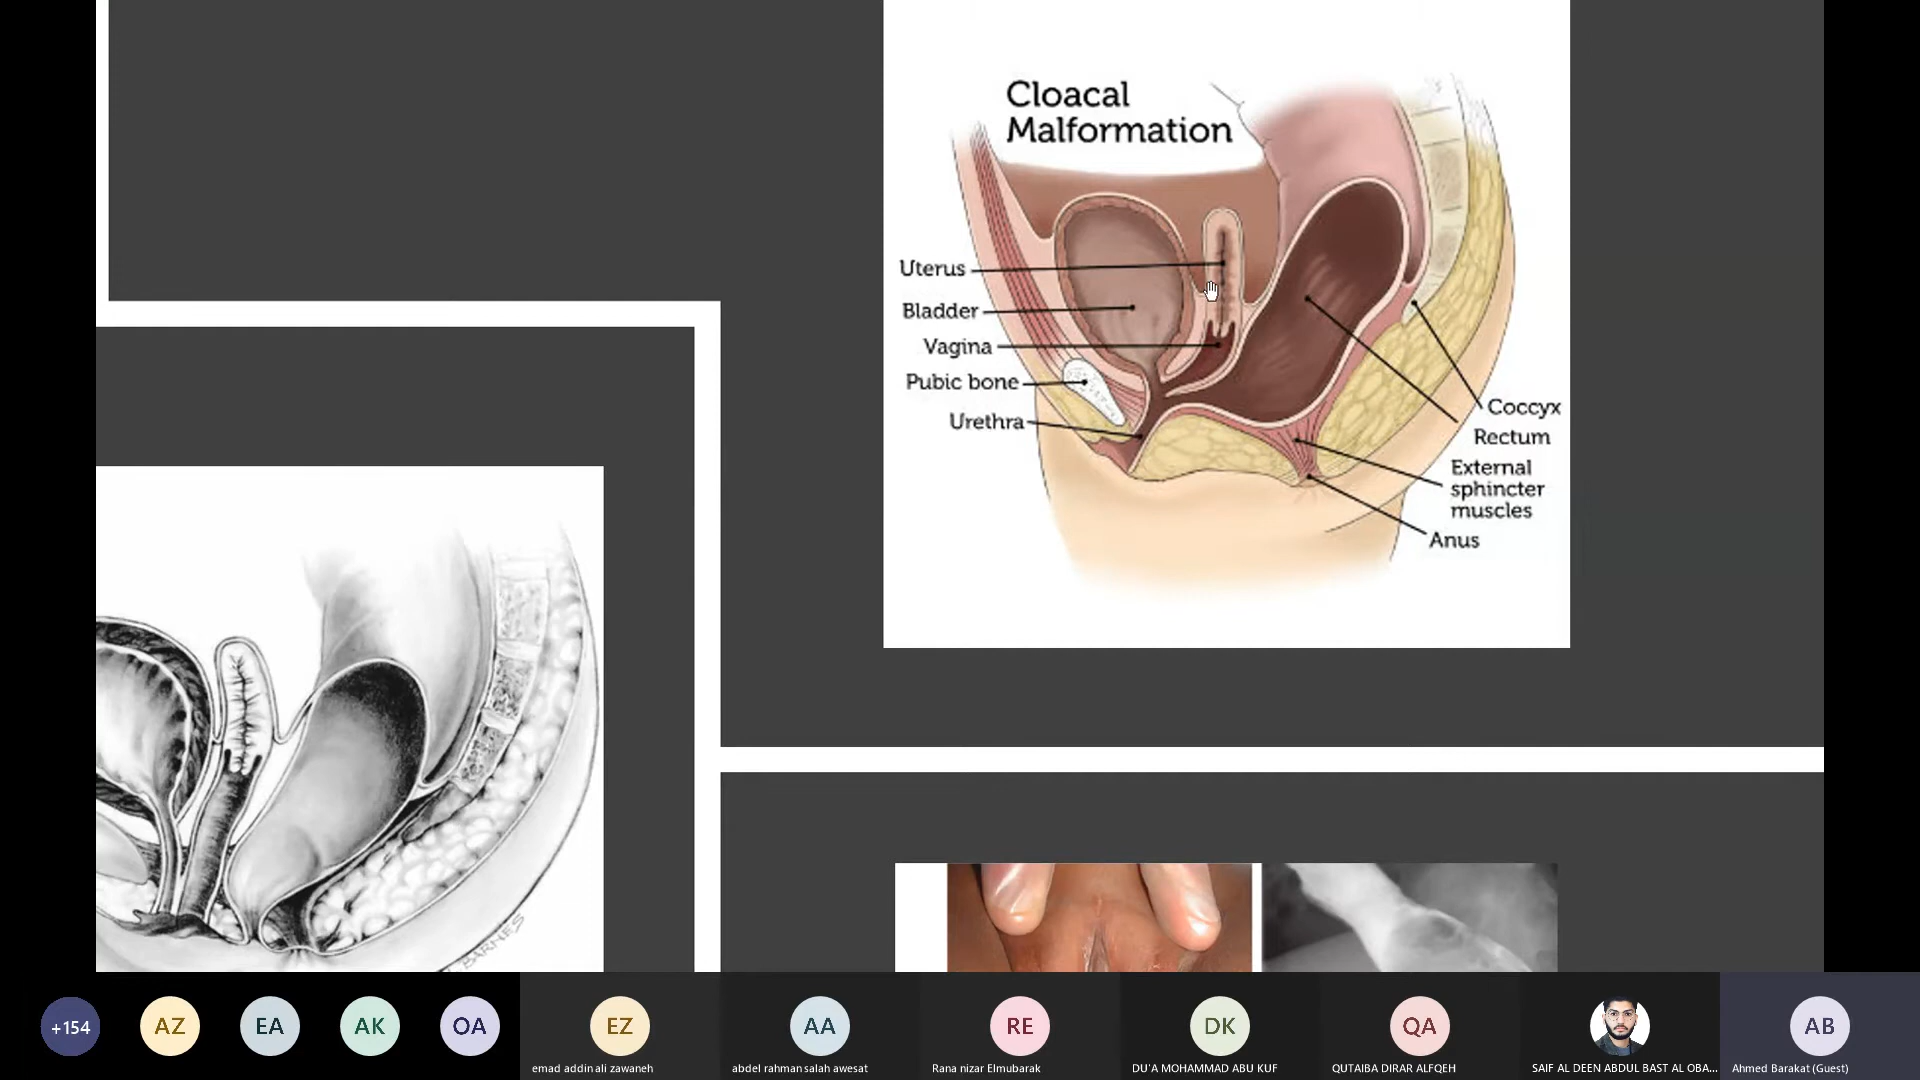 Cloacal
Malformation
Uterus
Bladder
Vagina
Pubic bone
Urethra
Coccyx
Rectum
External
sphincter
muscles
Anus
BARNES
+154
AZ
EA
AK
OA
EZ
AA
RE
DK
QA
AB
emad addin ali zawaneh
abdel rahman salah awesat
Rana nizar Elmubarak
DU'A MOHAMMAD ABU KUF
QUTAIBA DIRAR ALFQEH
SAIF AL DEEN ABDUL BAST AL OBA...
Ahmed Barakat (Guest)